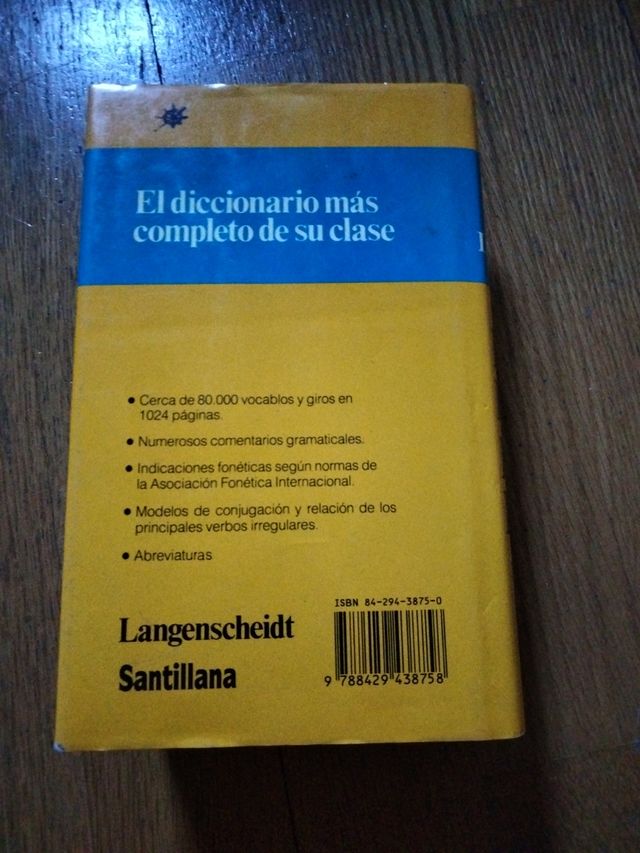 El diccionario más
completo de su clase
• Cerca de 80.000 vocablos y giros en
1024 páginas.
• Numerosos comentarios gramaticales.
• Indicaciones fonéticas según normas de
la Asociación Fonética Internacional.
• Modelos de conjugación y relación de los
principales verbos irregulares.
• Abreviaturas
ISBN 84-294-3875-0
Langenscheidt
Santillana
9 788429 438758